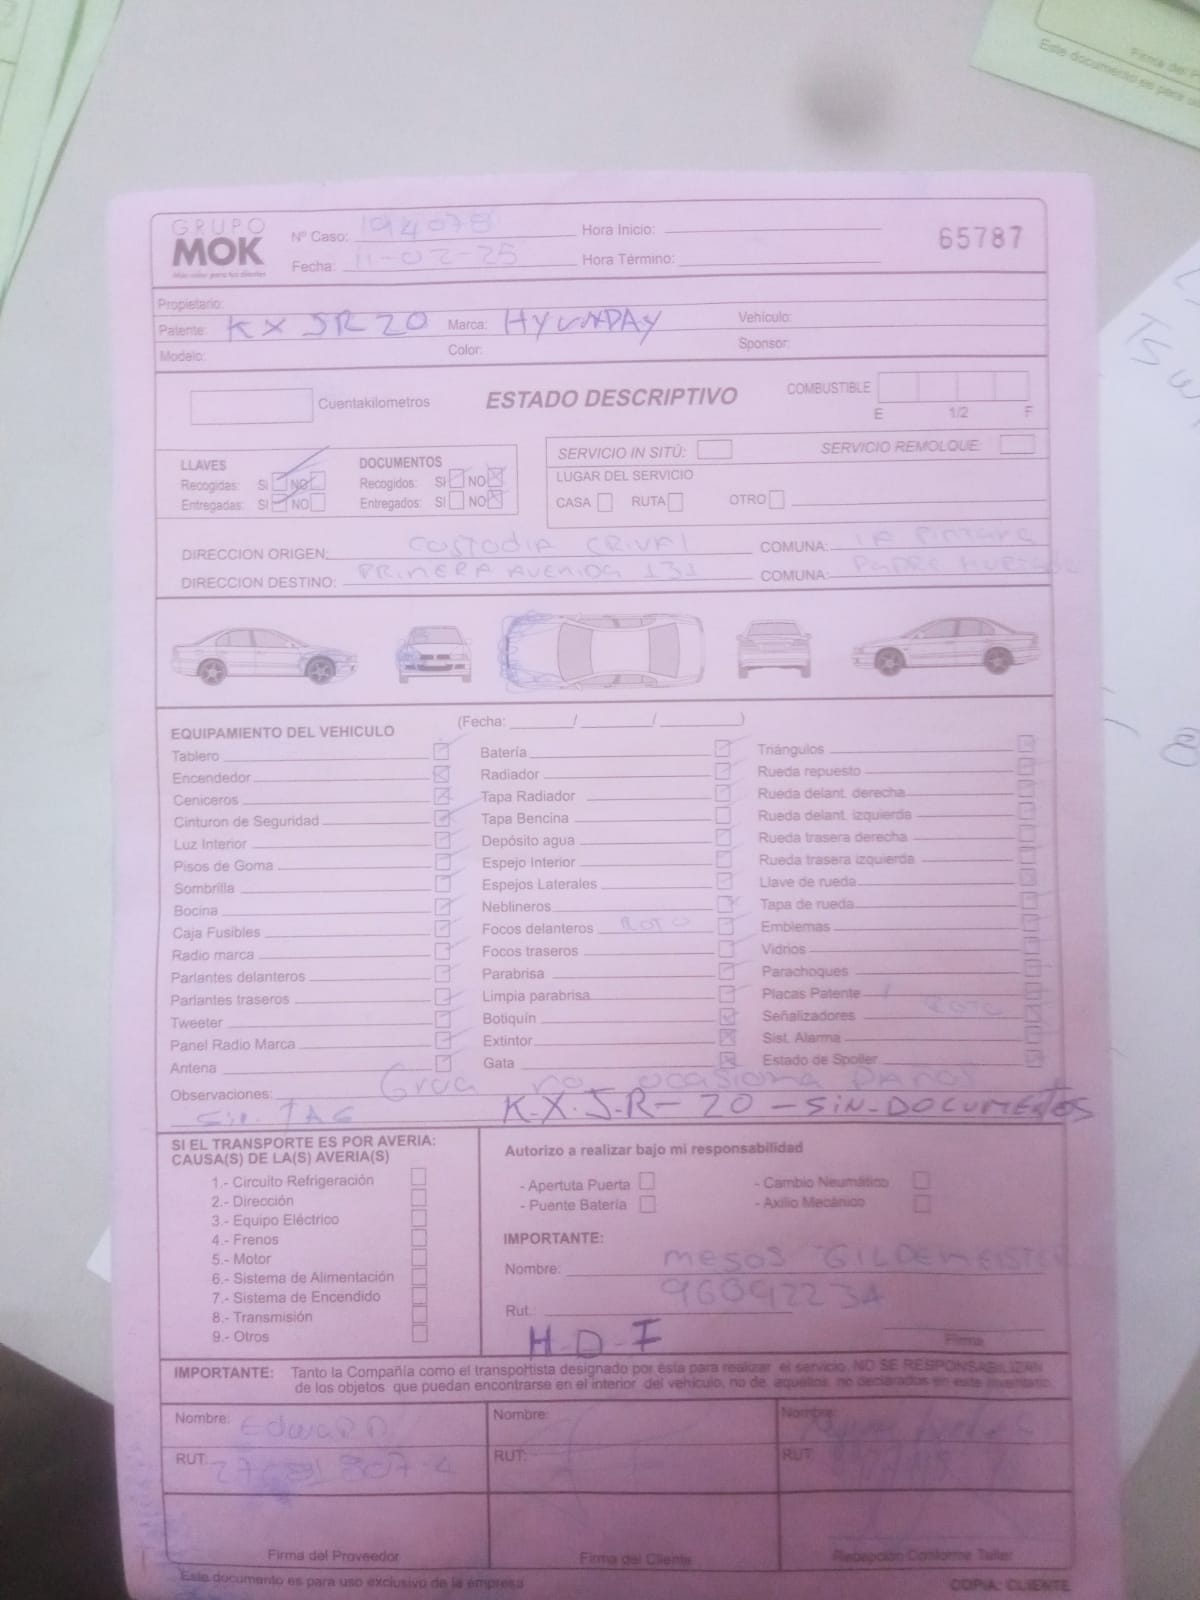 GRUPO
MOK
Nº Caso: 194078
Hora Inicio:
65787
Fecha: 11-02-25
Hora Término:
Propietario:
Patente: KXJR20 Marca: HYUNDAY Vehículo:
Modelo: Color: Sponsor:
Cuentakilometros
ESTADO DESCRIPTIVO
COMBUSTIBLE
E 1/2 F
LLAVES
Recogidas: SI NO
Entregadas: SI NO
DOCUMENTOS
Recogidos: SI NO
Entregados: SI NO
SERVICIO IN SITÚ: SERVICIO REMOLQUE:
LUGAR DEL SERVICIO
CASA RUTA OTRO
DIRECCION ORIGEN: CUSTODIA COMUNA:
DIRECCION DESTINO: PRIMERA AVENIDA 131 COMUNA: PADRE
EQUIPAMIENTO DEL VEHICULO
(Fecha: / / )
Tablero
Encendedor
Ceniceros
Cinturon de Seguridad
Luz Interior
Pisos de Goma
Sombrilla
Bocina
Caja Fusibles
Radio marca
Parlantes delanteros
Parlantes traseros
Tweeter
Panel Radio Marca
Antena
Batería
Radiador
Tapa Radiador
Tapa Bencina
Depósito agua
Espejo Interior
Espejos Laterales
Neblineros
Focos delanteros ROTO
Focos traseros
Parabrisa
Limpia parabrisa
Botiquín
Extintor
Gata
Triángulos
Rueda repuesto
Rueda delant. derecha
Rueda delant. izquierda
Rueda trasera derecha
Rueda trasera izquierda
Llave de rueda
Tapa de rueda
Emblemas
Vidrios
Parachoques
Placas Patente 1
Señalizadores ROTO
Sist. Alarma
Estado de Spoiler
Observaciones: Grua no ocasiona Daños
Sin TAG K-X-J-R-20-SiN-DOCUMENTOS
SI EL TRANSPORTE ES POR AVERIA:
CAUSA(S) DE LA(S) AVERIA(S)
1.- Circuito Refrigeración
2.- Dirección
3.- Equipo Eléctrico
4.- Frenos
5.- Motor
6.- Sistema de Alimentación
7.- Sistema de Encendido
8.- Transmisión
9.- Otros
Autorizo a realizar bajo mi responsabilidad
- Apertuta Puerta - Cambio Neumático
- Puente Batería - Axilio Mecánico
IMPORTANTE:
Nombre: mesos GILDEMEISTER
Rut.
H-D-I
Firma
IMPORTANTE: Tanto la Compañía como el transportista designado por ésta para realizar el servicio, NO SE RESPONSABILIZAN
de los objetos que puedan encontrarse en el interior del vehículo, no de aquellos no declarados en este inventario.
Nombre: Nombre: Nombre:
RUT: RUT: RUT:
Firma del Proveedor
Firma del Cliente
Recepción Conforme Taller
Este documento es para uso exclusivo de la empresa
COPIA: CLIENTE